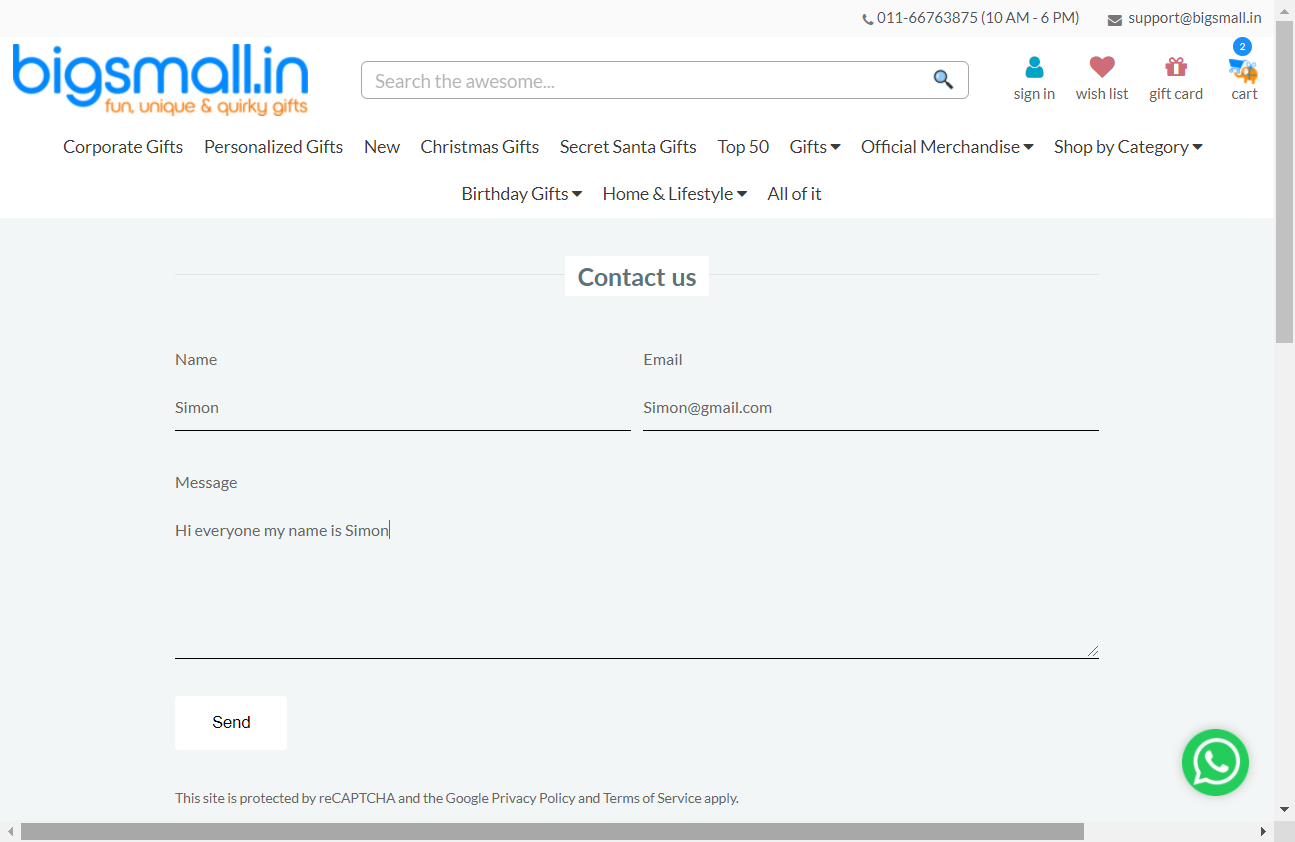 011-66763875 (10 AM - 6 PM) support@bigsmall.in
bigsmall.in
fun, unique & quirky gifts
Search the awesome...
sign in wish list gift card 2 cart
Corporate Gifts Personalized Gifts New Christmas Gifts Secret Santa Gifts Top 50 Gifts Official Merchandise Shop by Category
Birthday Gifts Home & Lifestyle All of it
Contact us
Name Email
Simon Simon@gmail.com
Message
Hi everyone my name is Simon
Send
This site is protected by reCAPTCHA and the Google Privacy Policy and Terms of Service apply.